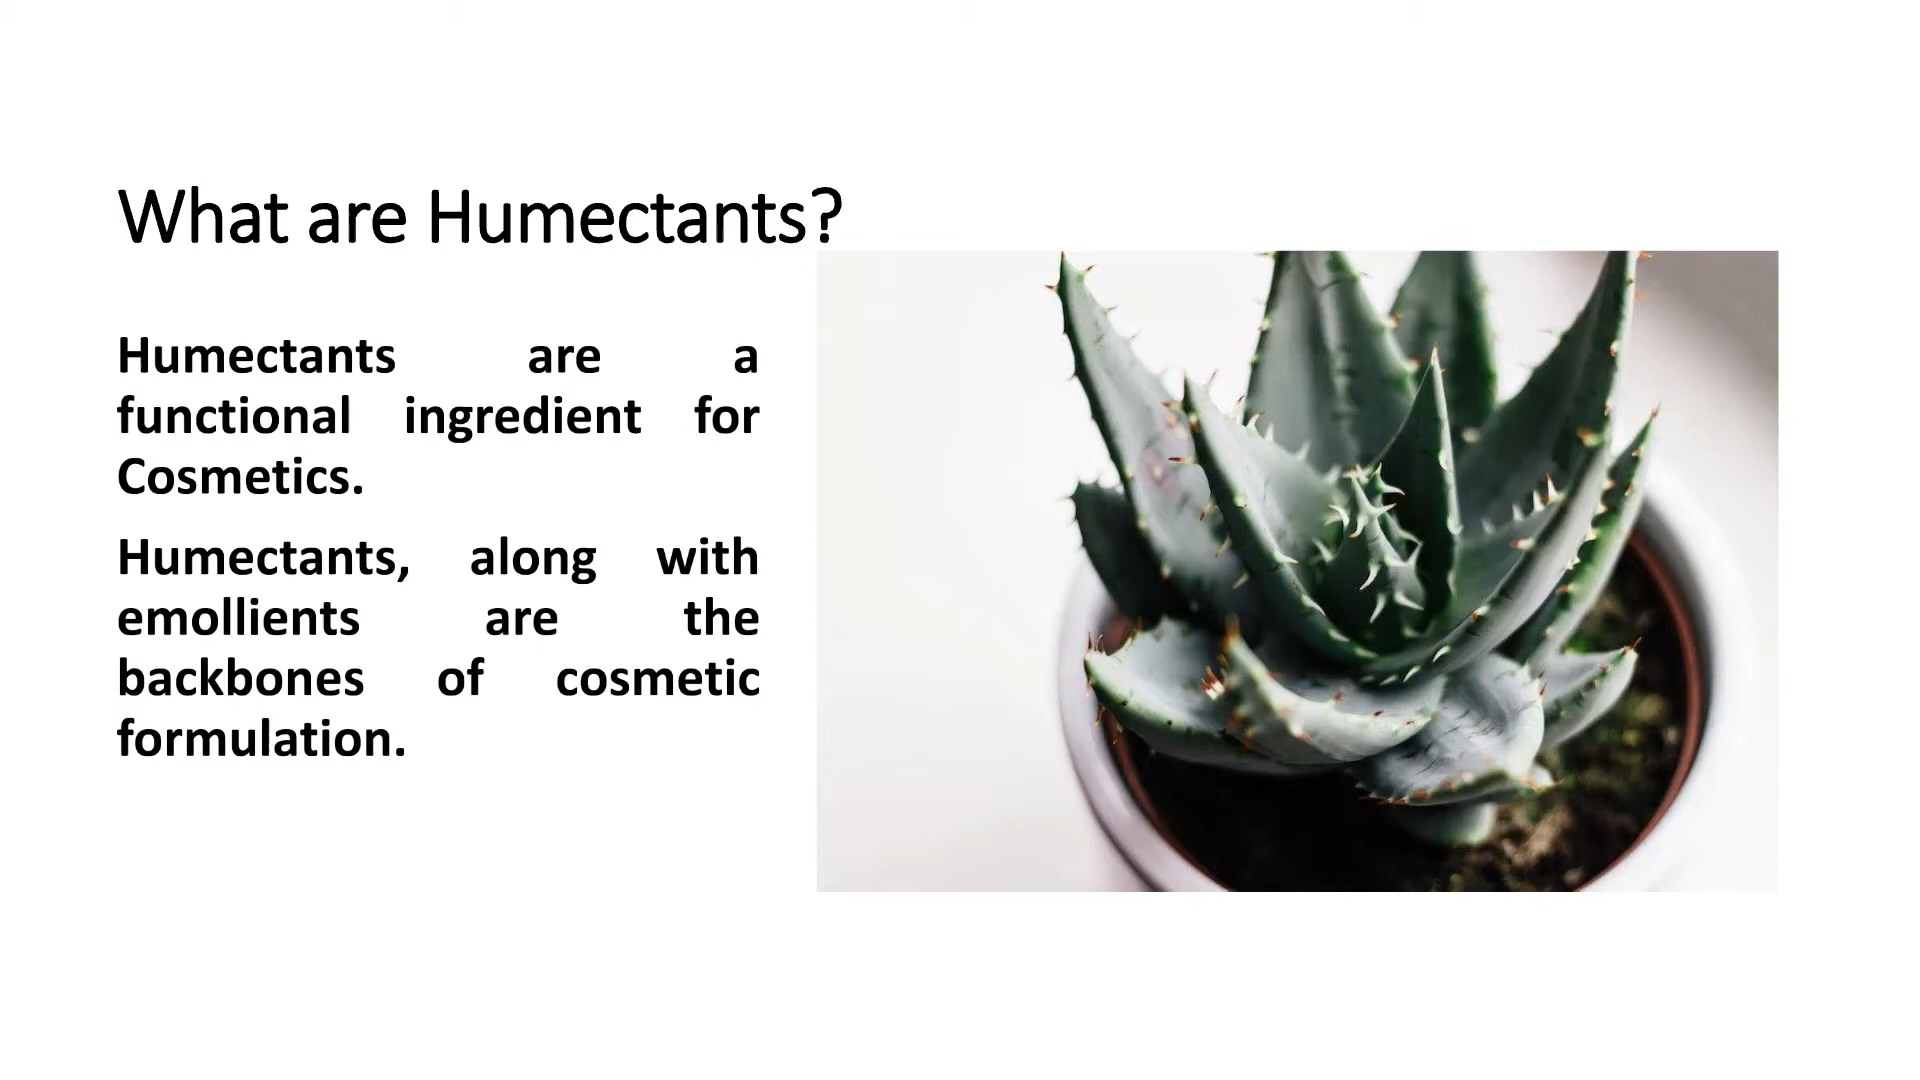 What are Humectants?
Humectants are a
functional ingredient for
Cosmetics.
Humectants, along with
emollients are the
backbones of cosmetic
formulation.